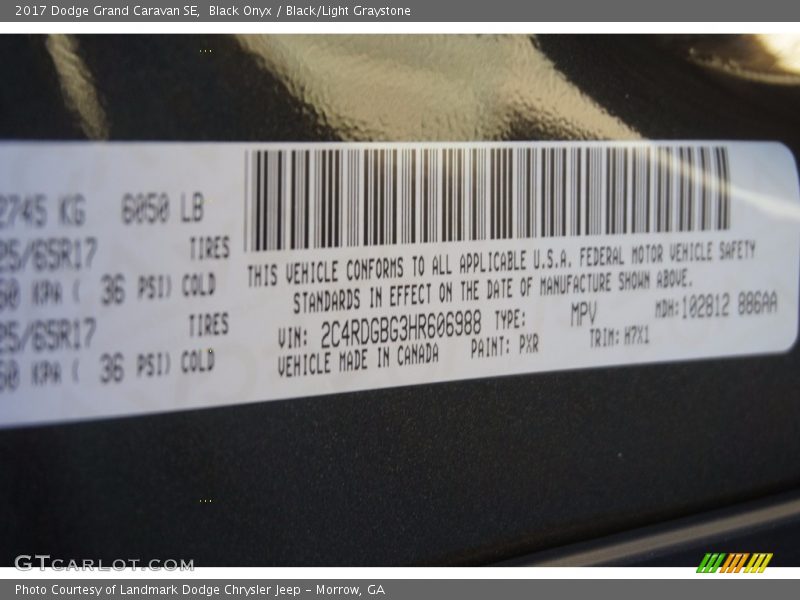 2017 Dodge Grand Caravan SE,  Black Onyx / Black/Light Graystone
2745 KG 6050 LB
25/65R17 TIRES
50 KPA ( 36 PSI) COLD
25/65R17 TIRES
50 KPA ( 36 PSI) COLD
THIS VEHICLE CONFORMS TO ALL APPLICABLE U.S.A. FEDERAL MOTOR VEHICLE SAFETY
STANDARDS IN EFFECT ON THE DATE OF MANUFACTURE SHOWN ABOVE.
VIN: 2C4RDGBG3HR606988 TYPE: MPV MDH:102812 886AA
VEHICLE MADE IN CANADA PAINT: PXR TRIM: H7X1
GTCARLOT.COM
Photo Courtesy of Landmark Dodge Chrysler Jeep – Morrow, GA